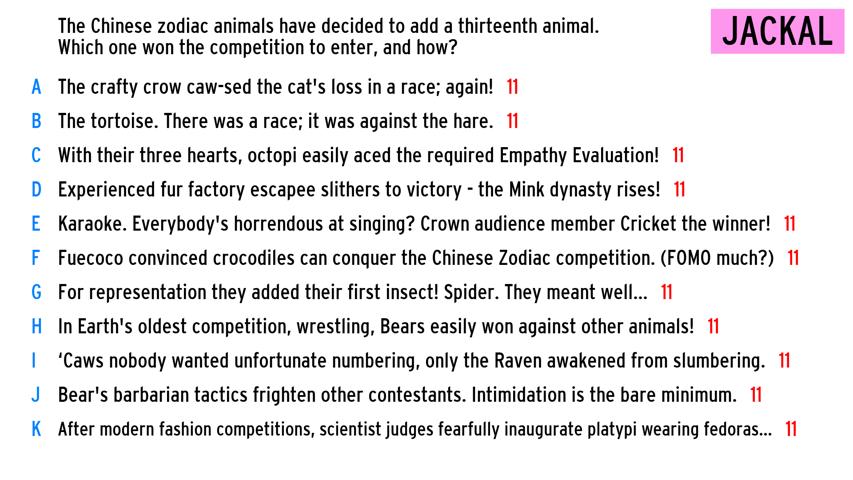 The Chinese zodiac animals have decided to add a thirteenth animal.
Which one won the competition to enter, and how?
JACKAL
A The crafty crow caw-sed the cat's loss in a race; again! 11
B The tortoise. There was a race; it was against the hare. 11
C With their three hearts, octopi easily aced the required Empathy Evaluation! 11
D Experienced fur factory escapee slithers to victory - the Mink dynasty rises! 11
E Karaoke. Everybody's horrendous at singing? Crown audience member Cricket the winner! 11
F Fuecoco convinced crocodiles can conquer the Chinese Zodiac competition. (FOMO much?) 11
G For representation they added their first insect! Spider. They meant well... 11
H In Earth's oldest competition, wrestling, Bears easily won against other animals! 11
I ‘Caws nobody wanted unfortunate numbering, only the Raven awakened from slumbering. 11
J Bear's barbarian tactics frighten other contestants. Intimidation is the bare minimum. 11
K After modern fashion competitions, scientist judges fearfully inaugurate platypi wearing fedoras... 11